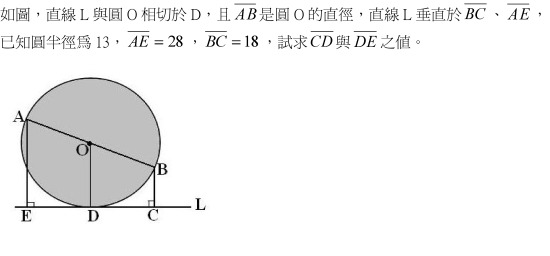 如圖，直線 L 與圓 O 相切於 D，且 \overline{AB} 是圓 O 的直徑，直線 L 垂直於 \overline{BC} 、 \overline{AE} ，
已知圓半徑爲 13， \overline{AE} = 28 ， \overline{BC} = 18 ，試求 \overline{CD} 與 \overline{DE} 之值。
A
O
B
E D C L